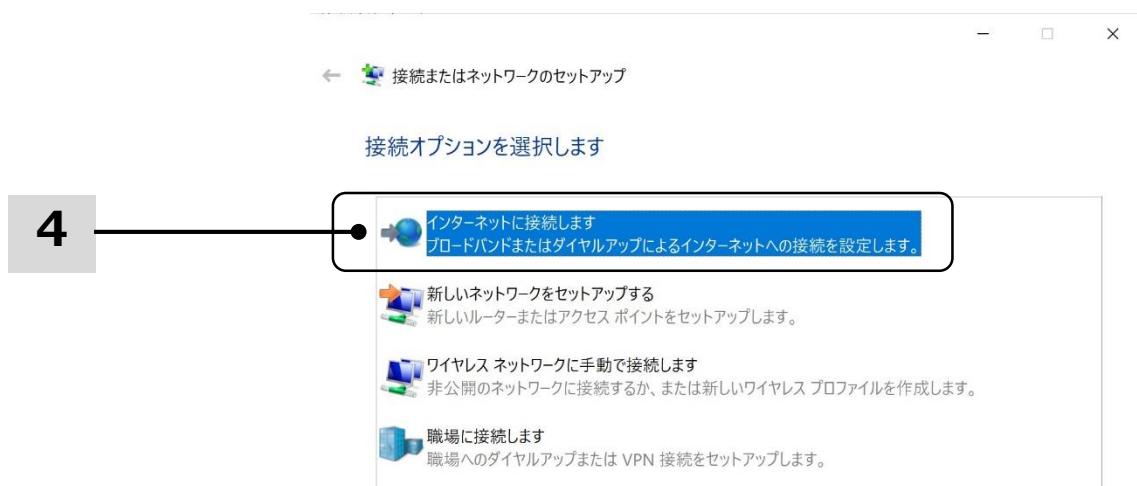 接続またはネットワークのセットアップ
接続オプションを選択します
4
インターネットに接続します
ブロードバンドまたはダイヤルアップによるインターネットへの接続を設定します。
新しいネットワークをセットアップする
新しいルーターまたはアクセス ポイントをセットアップします。
ワイヤレス ネットワークに手動で接続します
非公開のネットワークに接続するか、または新しいワイヤレス プロファイルを作成します。
職場に接続します
職場へのダイヤルアップまたは VPN 接続をセットアップします。